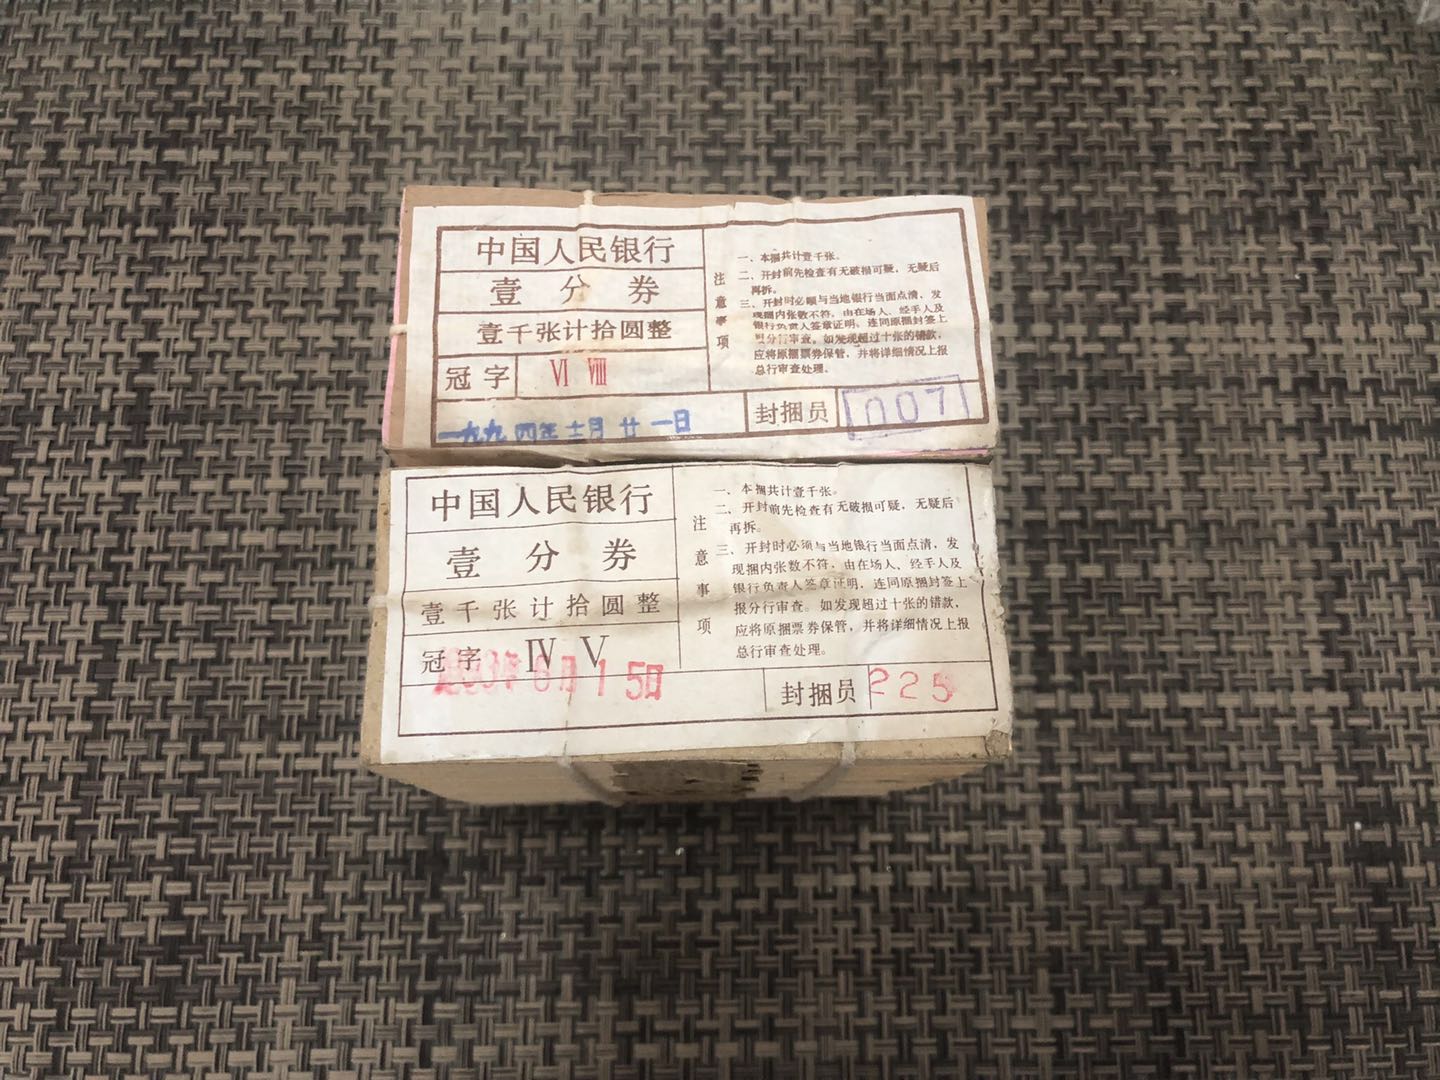 中国人民银行
壹 分 券
壹千张计拾圆整
冠字 VI VIII
一九九四年十一月廿一日
注意事项
一、本捆共计壹千张。
二、开封前先检查有无破损可疑，无疑后
再拆。
三、开封时必须与当地银行当面点清，发
现捆内张数不符，由在场人、经手人及
银行负责人签章证明，连同原捆封签上
报分行审查。如发现超过十张的错款，
应将原捆票券保管，并将详细情况上报
总行审查处理。
封捆员 007
中国人民银行
壹 分 券
壹千张计拾圆整
冠字 IV V
93年6月15日
注意事项
一、本捆共计壹千张。
二、开封前先检查有无破损可疑，无疑后
再拆。
三、开封时必须与当地银行当面点清，发
现捆内张数不符，由在场人、经手人及
银行负责人签章证明，连同原捆封签上
报分行审查。如发现超过十张的错款，
应将原捆票券保管，并将详细情况上报
总行审查处理。
封捆员 225